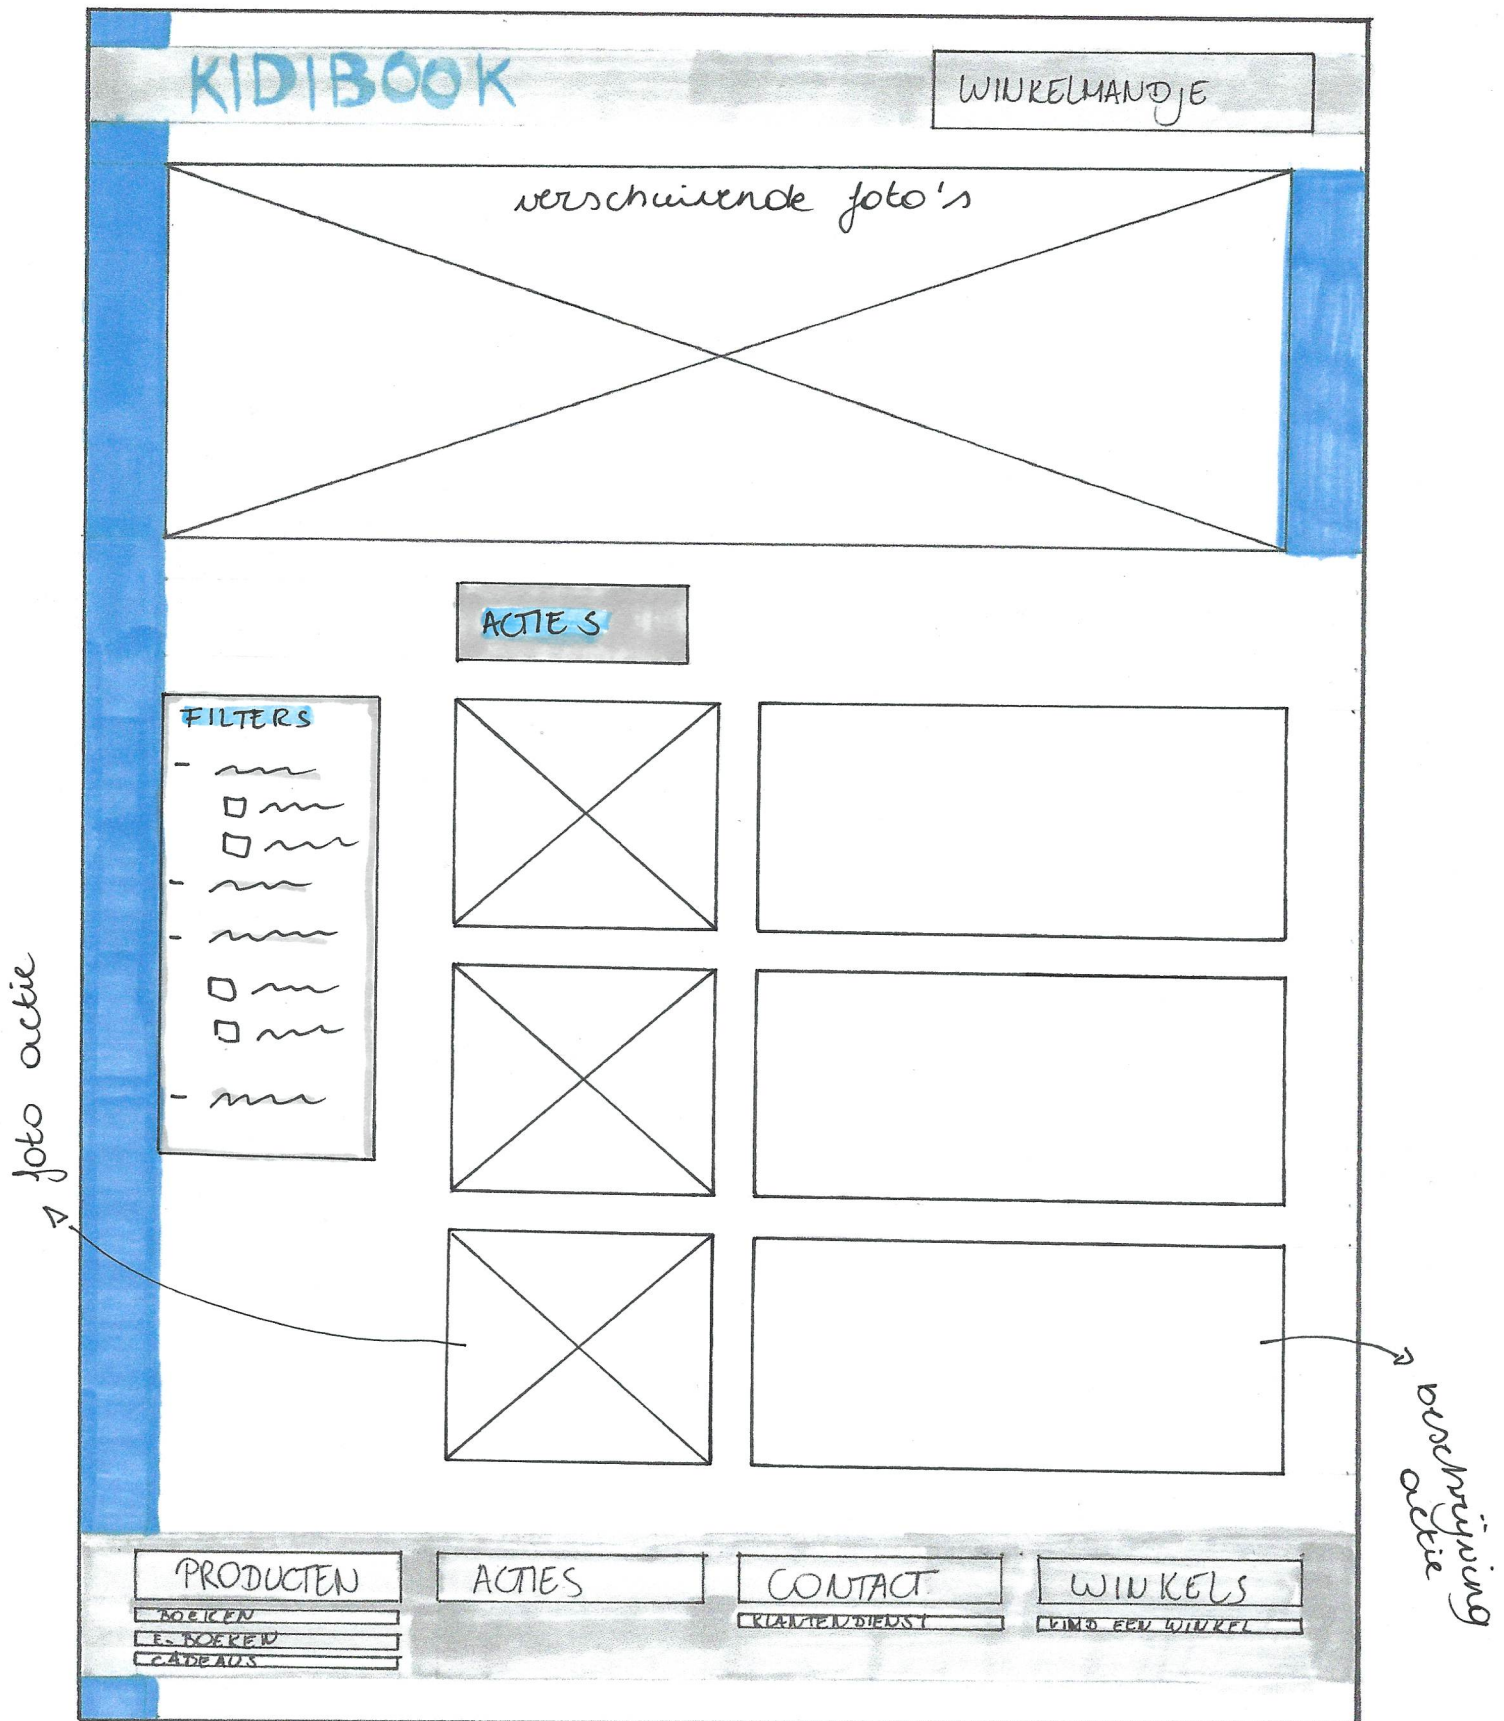 KIDIBOOK
WINKELMANDJE
verschuivende foto's
ACTIES
FILTERS
foto actie
beschrijving
actie
PRODUCTEN
BOEKEN
E-BOEKEN
CADEAUS
ACTIES
CONTACT
KLANTENDIENST
WINKELS
VIND EEN WINKEL